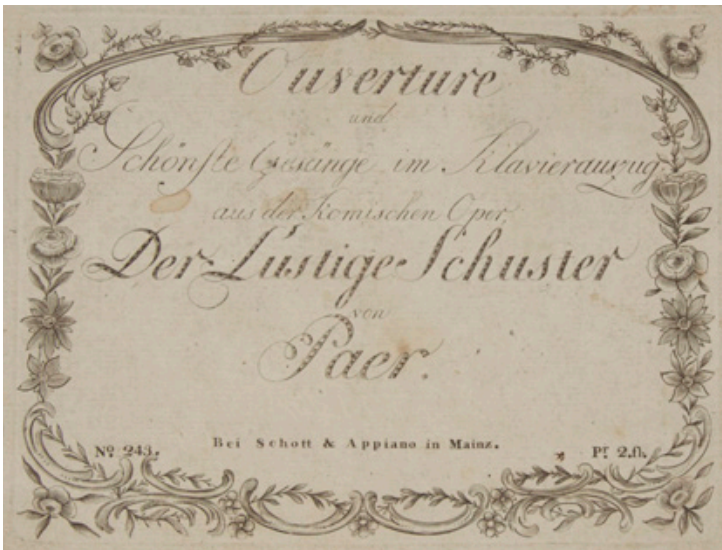 Ouverture
und
Schönſte Gesänge im Klavierauszug
aus der komischen Oper
Der Lustige Schuster
von
Paer.
Nº 243. Bei Schott & Appiano in Mainz. Pr 2.fl.